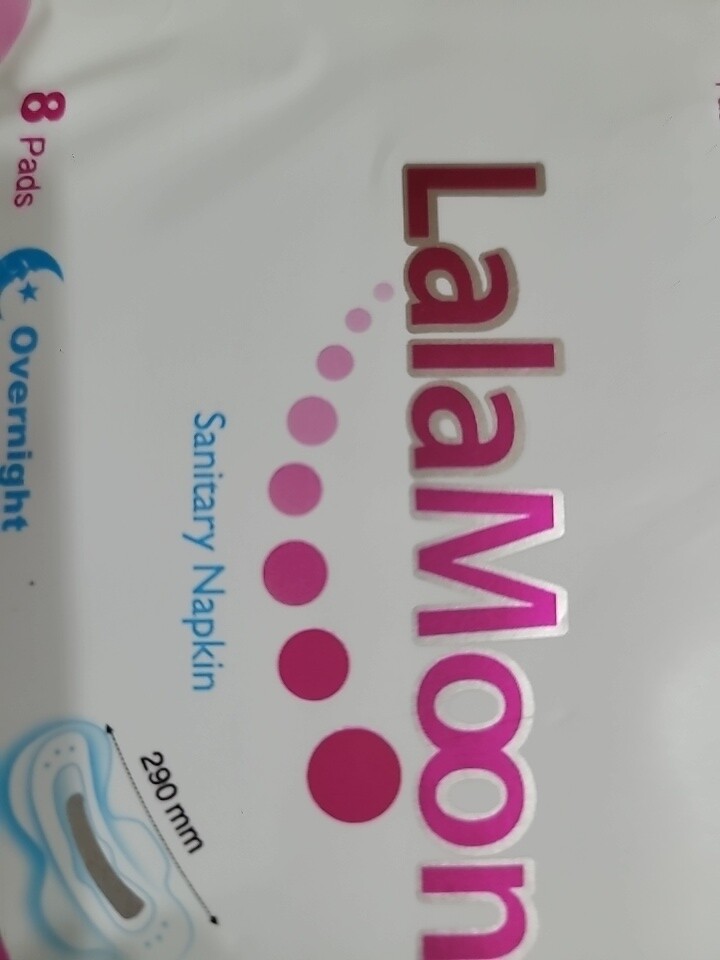 LalaMoon
Sanitary Napkin
8 Pads
Overnight
290 mm